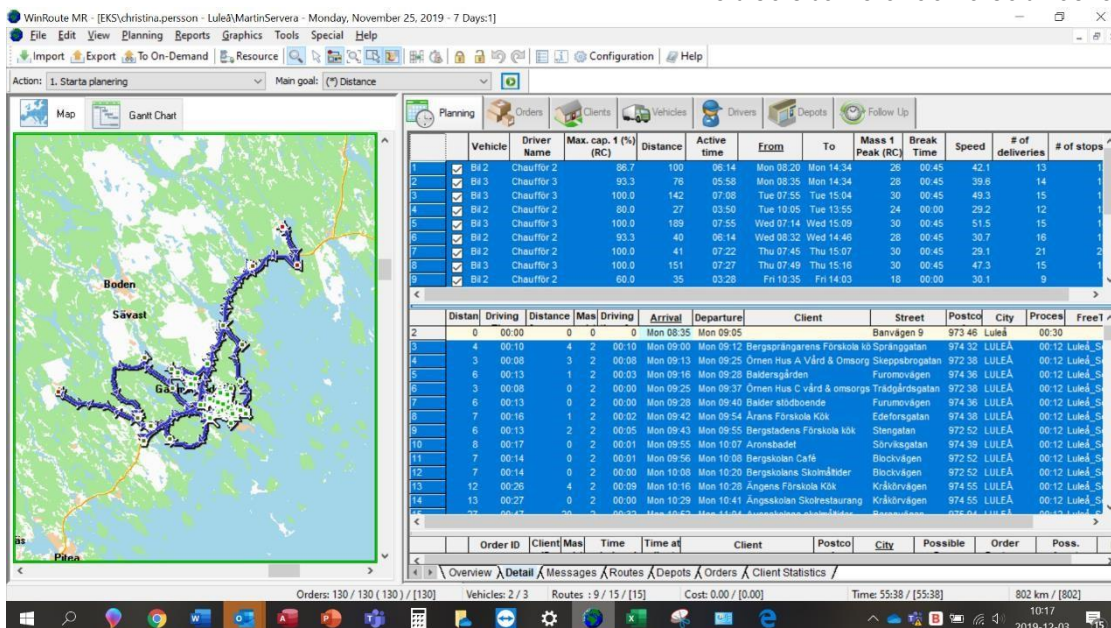 WinRoute MR - [EKS\christina.persson - Luleå\MartinServera - Monday, November 25, 2019 - 7 Days:1]
File Edit View Planning Reports Graphics Tools Special Help
Import Export To On-Demand Resource Configuration Help
Action: 1. Starta planering Main goal: (*) Distance
Map Gantt Chart
Planning Orders Clients Vehicles Drivers Depots Follow Up
Vehicle Driver Name Max. cap. 1 (%) (RC) Distance Active time From To Mass 1 Peak (RC) Break Time Speed # of deliveries # of stops
1 Bil 2 Chaufför 2 86.7 100 06:14 Mon 08:20 Mon 14:34 26 00:45 42.1 13
2 Bil 3 Chaufför 3 93.3 76 05:58 Mon 08:35 Mon 14:34 28 00:45 39.6 14
3 Bil 3 Chaufför 3 100.0 142 07:08 Tue 07:55 Tue 15:04 30 00:45 49.3 15
4 Bil 2 Chaufför 2 80.0 27 03:50 Tue 10:05 Tue 13:55 24 00:00 29.2 12
5 Bil 3 Chaufför 3 100.0 189 07:55 Wed 07:14 Wed 15:09 30 00:45 51.5 15
6 Bil 2 Chaufför 2 93.3 40 06:14 Wed 08:32 Wed 14:46 28 00:45 30.7 16
7 Bil 2 Chaufför 2 100.0 41 07:22 Thu 07:45 Thu 15:07 30 00:45 29.1 21
8 Bil 3 Chaufför 3 100.0 151 07:27 Thu 07:49 Thu 15:16 30 00:45 47.3 15
9 Bil 2 Chaufför 2 60.0 35 03:28 Fri 10:35 Fri 14:03 18 00:00 30.1 9
Boden
Sävast
Pitea
Distan Driving Distance Mas Driving Arrival Departure Client Street Postco City Proces FreeT
2 0 00:00 0 0 0 Mon 08:35 Mon 09:05 Banvägen 9 973 46 Luleå 00:30
3 4 00:10 4 2 00:10 Mon 09:00 Mon 09:12 Bergsprängarens Förskola kö Spränggatan 974 32 LULEÅ 00:12 Luleå_S
4 3 00:08 3 2 00:08 Mon 09:13 Mon 09:25 Örnen Hus A Vård & Omsorg Skeppsbrogatan 972 38 LULEÅ 00:12 Luleå_S
5 6 00:13 1 2 00:03 Mon 09:16 Mon 09:28 Baldersgården Furumovägen 974 36 LULEÅ 00:12 Luleå_S
6 3 00:08 0 2 00:00 Mon 09:25 Mon 09:37 Örnen Hus C vård & omsorgs Trädgårdsgatan 972 38 LULEÅ 00:12 Luleå_S
7 6 00:13 0 2 00:00 Mon 09:28 Mon 09:40 Balder stödboende Furumovägen 974 36 LULEÅ 00:12 Luleå_S
8 7 00:16 1 2 00:02 Mon 09:42 Mon 09:54 Årans Förskola Kök Edeforsgatan 974 38 LULEÅ 00:12 Luleå_S
9 6 00:13 2 2 00:05 Mon 09:43 Mon 09:55 Bergstadens Förskola kök Stengatan 972 52 LULEÅ 00:12 Luleå_S
10 8 00:17 0 2 00:01 Mon 09:55 Mon 10:07 Aronsbadet Sörviksgatan 974 39 LULEÅ 00:12 Luleå_S
11 7 00:14 0 2 00:01 Mon 09:56 Mon 10:08 Bergskolan Café Blockvägen 972 52 LULEÅ 00:12 Luleå_S
12 7 00:14 0 2 00:00 Mon 10:08 Mon 10:20 Bergskolans Skolmåltider Blockvägen 972 52 LULEÅ 00:12 Luleå_S
13 12 00:26 4 2 00:09 Mon 10:16 Mon 10:28 Ängens Förskola Kök Kråkörvägen 974 55 LULEÅ 00:12 Luleå_S
14 13 00:27 0 2 00:00 Mon 10:29 Mon 10:41 Ängsskolan Skolrestaurang Kråkörvägen 974 55 LULEÅ 00:12 Luleå_S
Order ID Client Mas Time Time at Client Postco City Possible Order Poss.
Overview Detail Messages Routes Depots Orders Client Statistics
Orders: 130 / 130 ( 130 ) / [130] Vehicles: 2 / 3 Routes : 9 / 15 / [15] Cost: 0.00 / [0.00] Time: 55:38 / [55:38] 802 km / [802]
10:17
2019-12-03